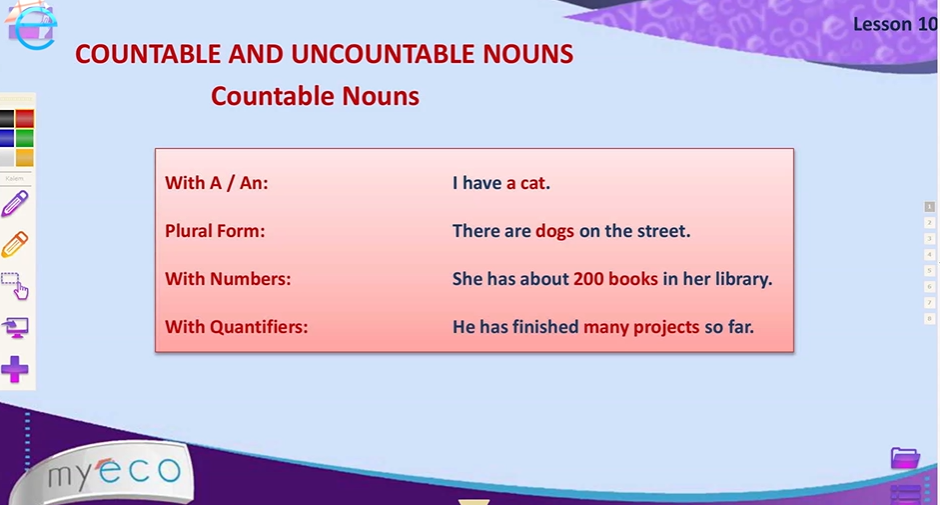 Lesson 10
COUNTABLE AND UNCOUNTABLE NOUNS
Countable Nouns
With A / An: I have a cat.
Plural Form: There are dogs on the street.
With Numbers: She has about 200 books in her library.
With Quantifiers: He has finished many projects so far.
Kalem
1
2
3
4
5
6
7
8
myeco